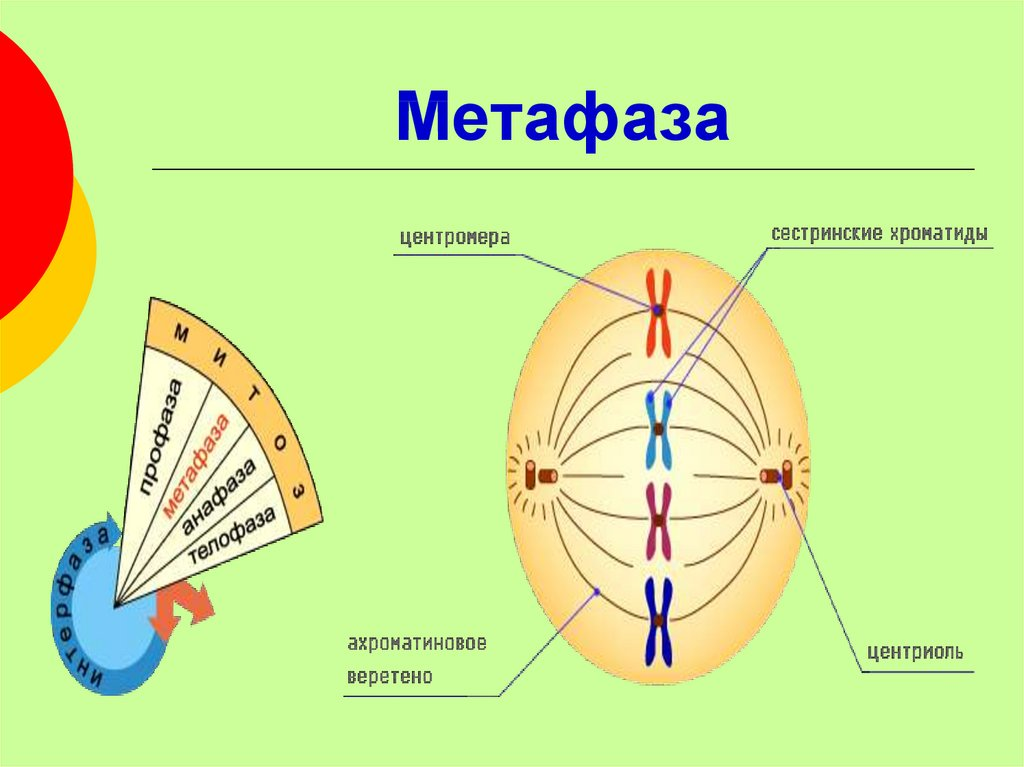 Метафаза
центромера
сестринские хроматиды
МИТОЗ
профаза
метафаза
анафаза
телофаза
интерфаза
ахроматиновое
веретено
центриоль